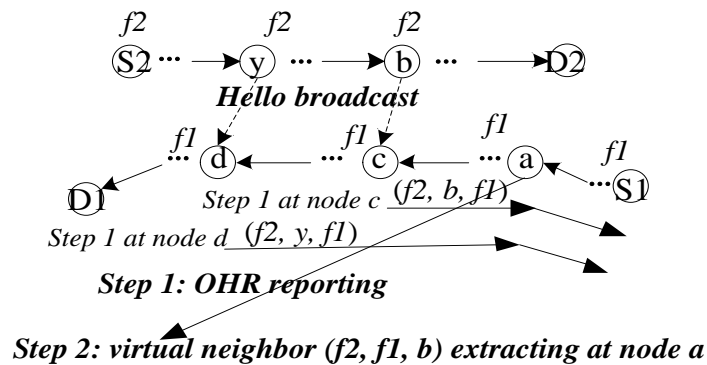 f2 f2 f2
S2 ... y ... b ... D2
Hello broadcast
f1 f1 f1 f1
... d ... c ... a ... S1
D1
Step 1 at node c (f2, b, f1)
Step 1 at node d (f2, y, f1)
Step 1: OHR reporting
Step 2: virtual neighbor (f2, f1, b) extracting at node a